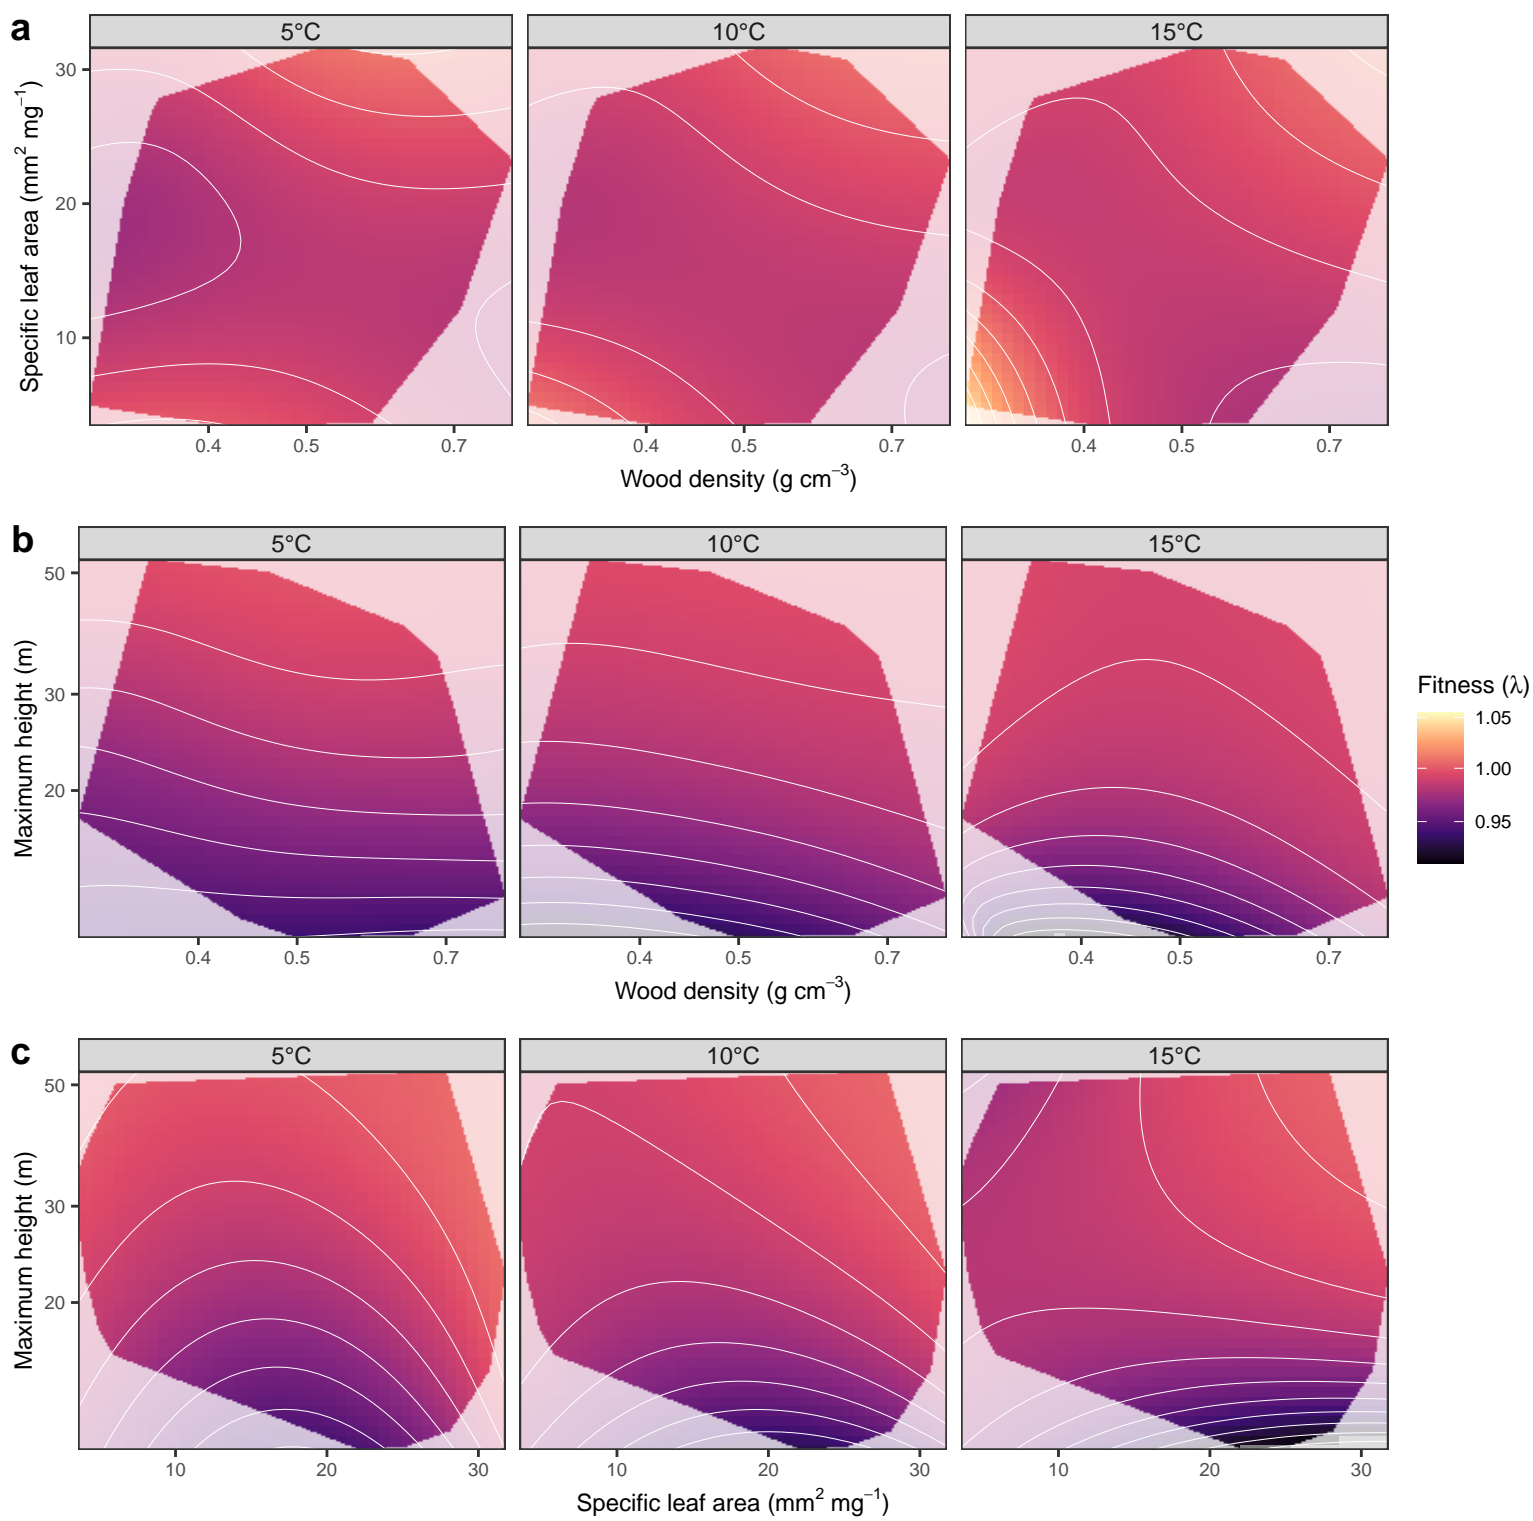 a
5°C 10°C 15°C
30
20
10
Specific leaf area (mm² mg⁻¹)
0.4 0.5 0.7 0.4 0.5 0.7 0.4 0.5 0.7
Wood density (g cm⁻³)
b
5°C 10°C 15°C
50
30
20
Maximum height (m)
0.4 0.5 0.7 0.4 0.5 0.7 0.4 0.5 0.7
Wood density (g cm⁻³)
Fitness (λ)
1.05
1.00
0.95
c
5°C 10°C 15°C
50
30
20
Maximum height (m)
10 20 30 10 20 30 10 20 30
Specific leaf area (mm² mg⁻¹)